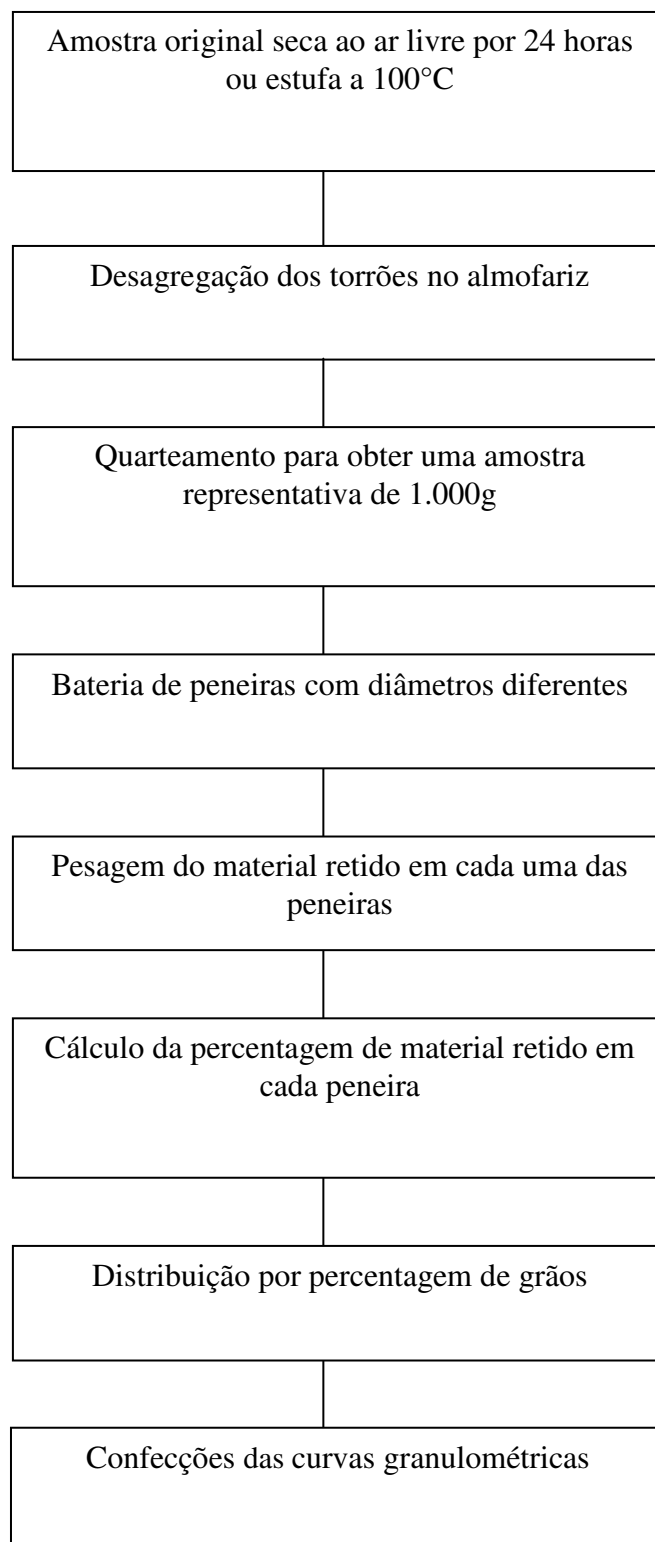 Amostra original seca ao ar livre por 24 horas
ou estufa a 100°C
Desagregação dos torrões no almofariz
Quarteamento para obter uma amostra
representativa de 1.000g
Bateria de peneiras com diâmetros diferentes
Pesagem do material retido em cada uma das
peneiras
Cálculo da percentagem de material retido em
cada peneira
Distribuição por percentagem de grãos
Confecções das curvas granulométricas